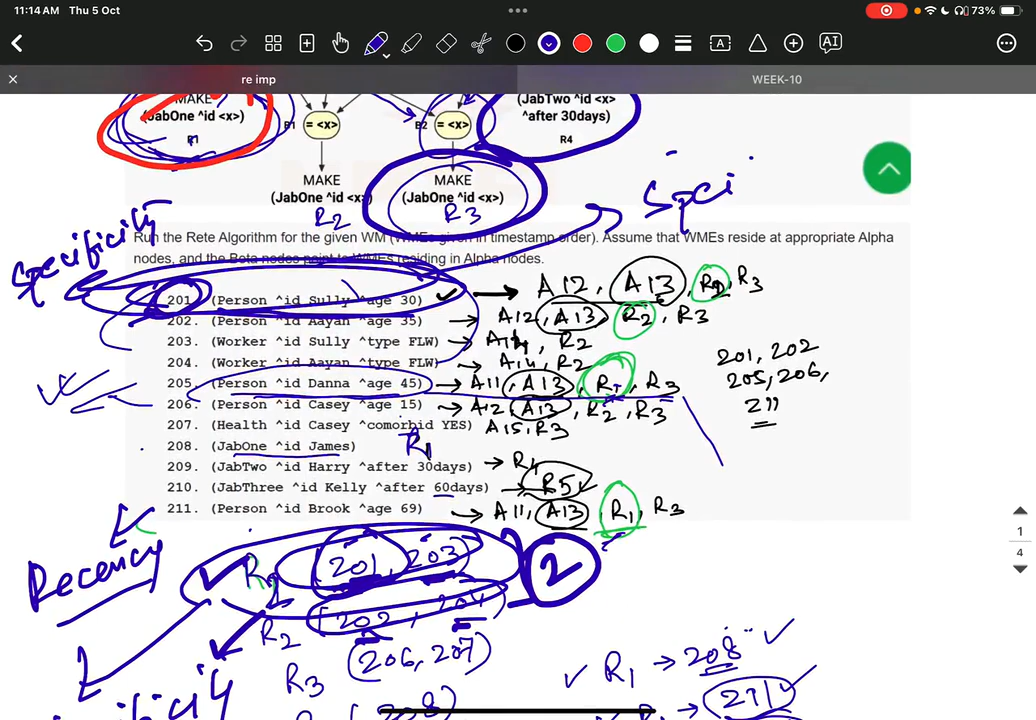 11:14 AM Thu 5 Oct
73%
A
AI
re imp
WEEK-10
MAKE
(JabOne ^id <x>)
R1
B1 = <x>
B2 = <x>
(JabTwo ^id <x>
^after 30days)
R4
MAKE
(JabOne ^id <x>)
R2
MAKE
(JabOne ^id <x>)
R3
Speci
Specificity
Run the Rete Algorithm for the given WM (WMEs given in timestamp order). Assume that WMEs reside at appropriate Alpha
nodes, and the Beta nodes point to WMEs residing in Alpha nodes.
201. (Person ^id Sully ^age 30) → A12, A13, R2, R3
202. (Person ^id Aayan ^age 35) → A12, A13, R2, R3
203. (Worker ^id Sully ^type FLW) → A14, R2
204. (Worker ^id Aayan ^type FLW) → A14, R2
205. (Person ^id Danna ^age 45) → A11, A13, R1, R3
206. (Person ^id Casey ^age 15) → A12, A13, R2, R3
207. (Health ^id Casey ^comorbid YES) A15, R3
208. (JabOne ^id James) R1
209. (JabTwo ^id Harry ^after 30days) → R4
210. (JabThree ^id Kelly ^after 60days) → R5
211. (Person ^id Brook ^age 69) → A11, A13, R1, R3
201, 202
205, 206,
211
Recency
(201, 203) 2
R2 (202, 204)
R3 (206, 207)
R1 → 208
→ 211
1
4